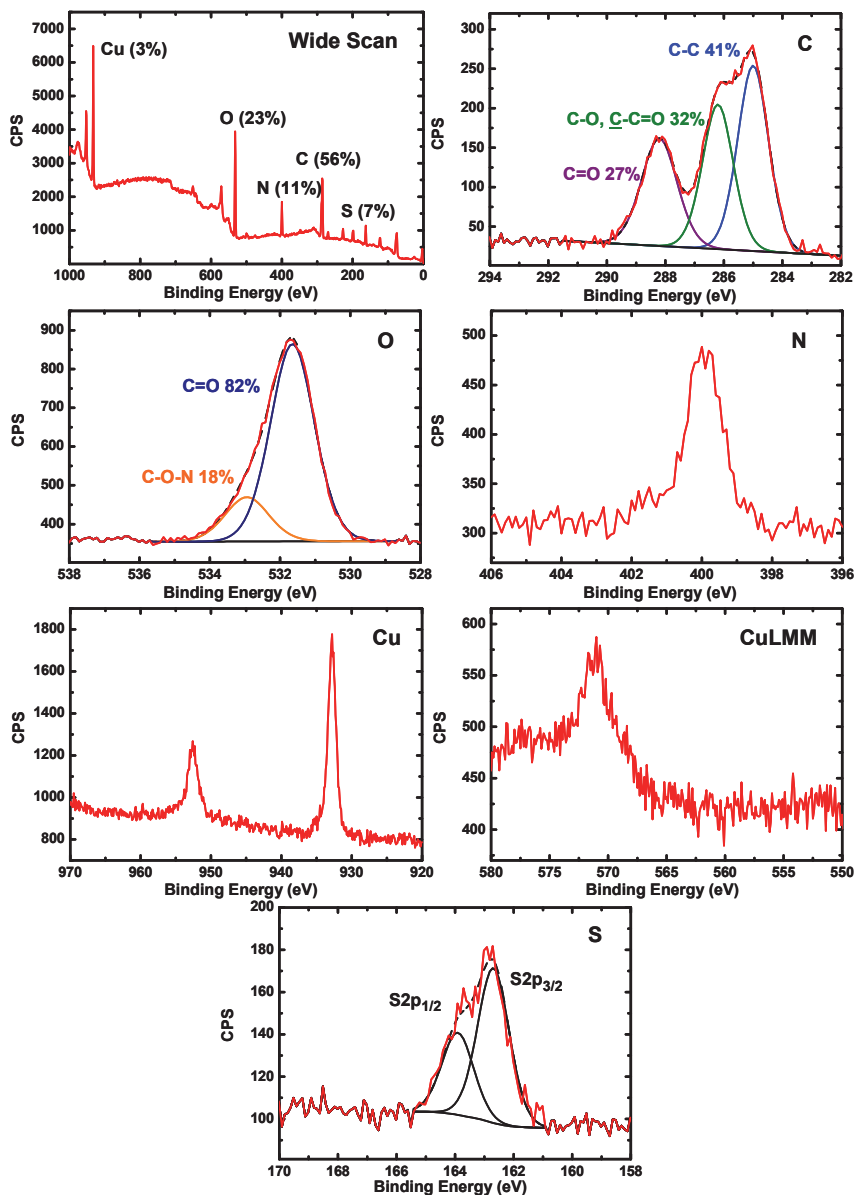 Wide Scan
Cu (3%)
O (23%)
C (56%)
N (11%)
S (7%)
CPS
7000
6000
5000
4000
3000
2000
1000
0
1000 800 600 400 200 0
Binding Energy (eV)
C
C-C 41%
C-O, C-C=O 32%
C=O 27%
CPS
300
250
200
150
100
50
0
294 292 290 288 286 284 282
Binding Energy (eV)
O
C=O 82%
C-O-N 18%
CPS
900
800
700
600
500
400
538 536 534 532 530 528
Binding Energy (eV)
N
CPS
500
450
400
350
300
406 404 402 400 398 396
Binding Energy (eV)
Cu
CPS
1800
1600
1400
1200
1000
800
970 960 950 940 930 920
Binding Energy (eV)
CuLMM
CPS
600
550
500
450
400
580 575 570 565 560 555 550
Binding Energy (eV)
S
S2p1/2
S2p3/2
CPS
200
180
160
140
120
100
170 168 166 164 162 160 158
Binding Energy (eV)